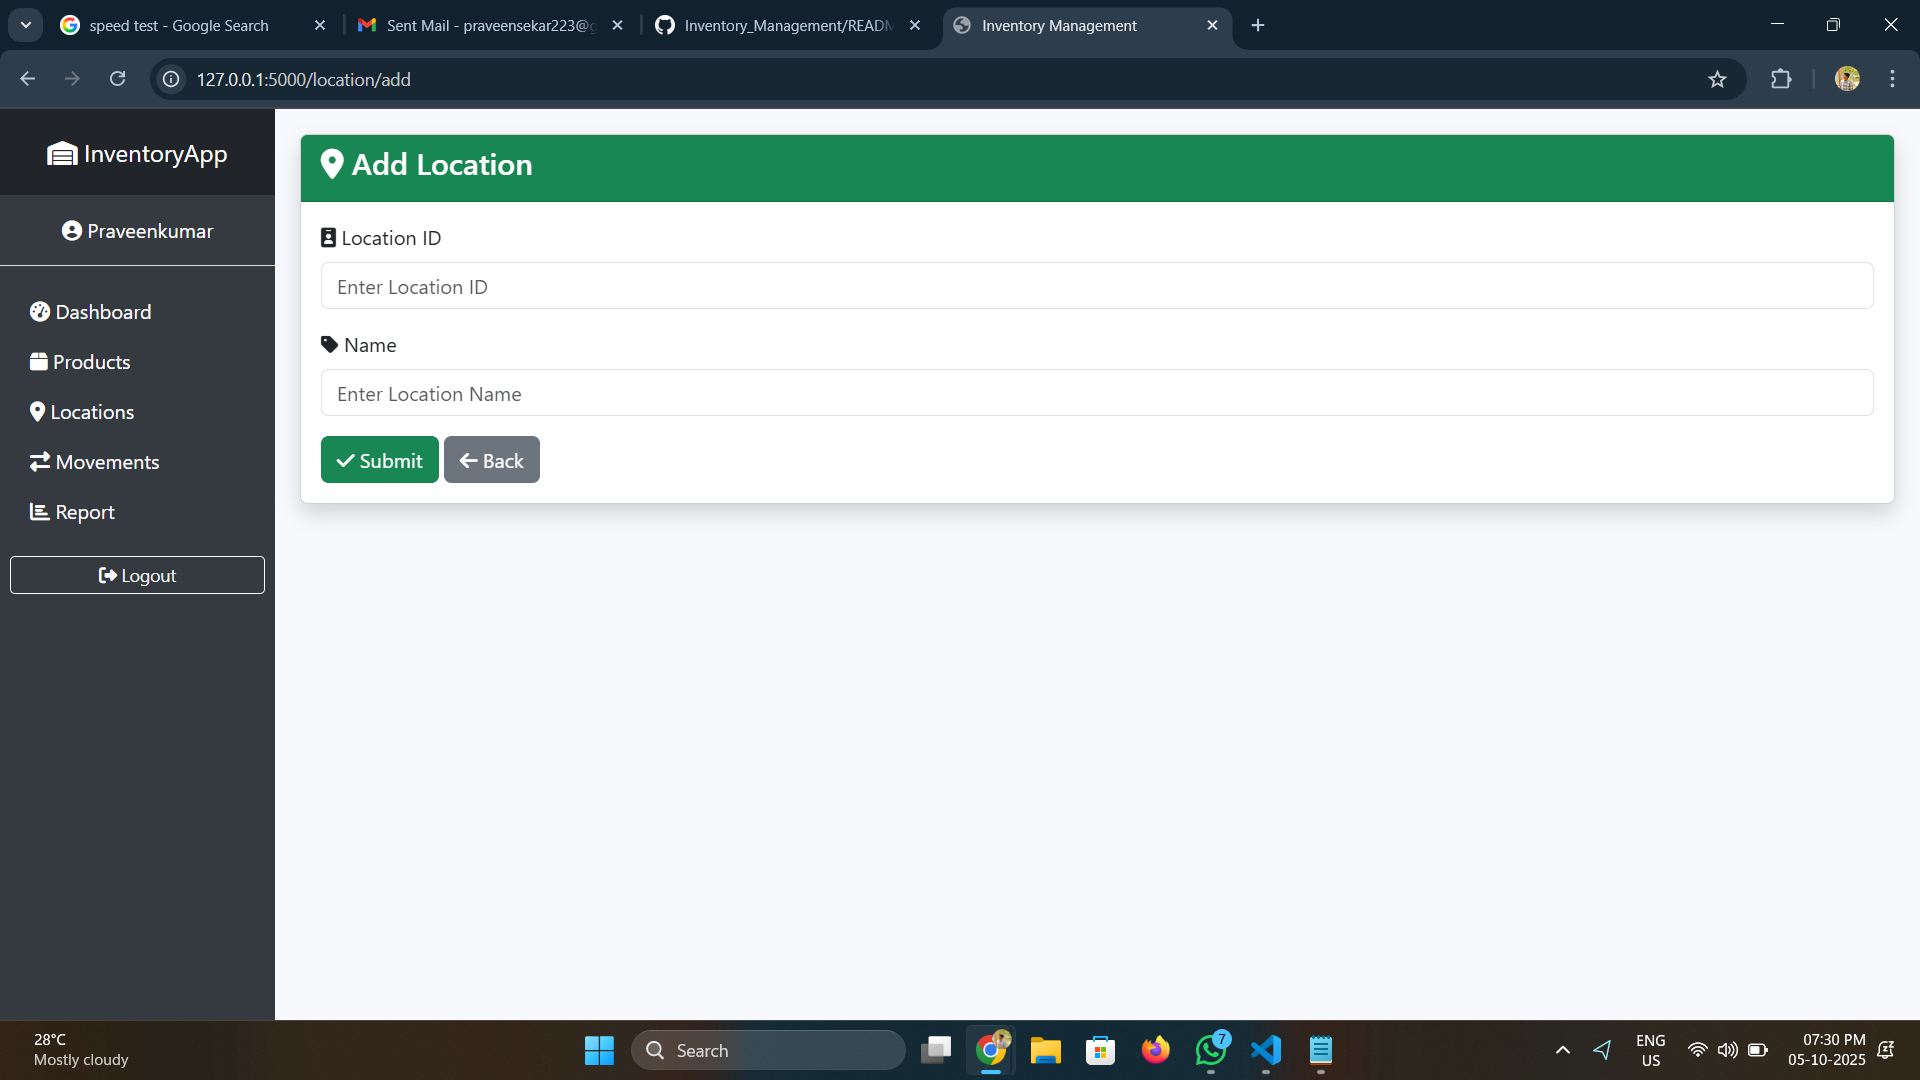 speed test - Google Search
Sent Mail - praveensekar223@g
Inventory_Management/READM
Inventory Management
127.0.0.1:5000/location/add
InventoryApp
Praveenkumar
Dashboard
Products
Locations
Movements
Report
Logout
Add Location
Location ID
Enter Location ID
Name
Enter Location Name
Submit
Back
28°C
Mostly cloudy
Search
7
ENG
US
07:30 PM
05-10-2025